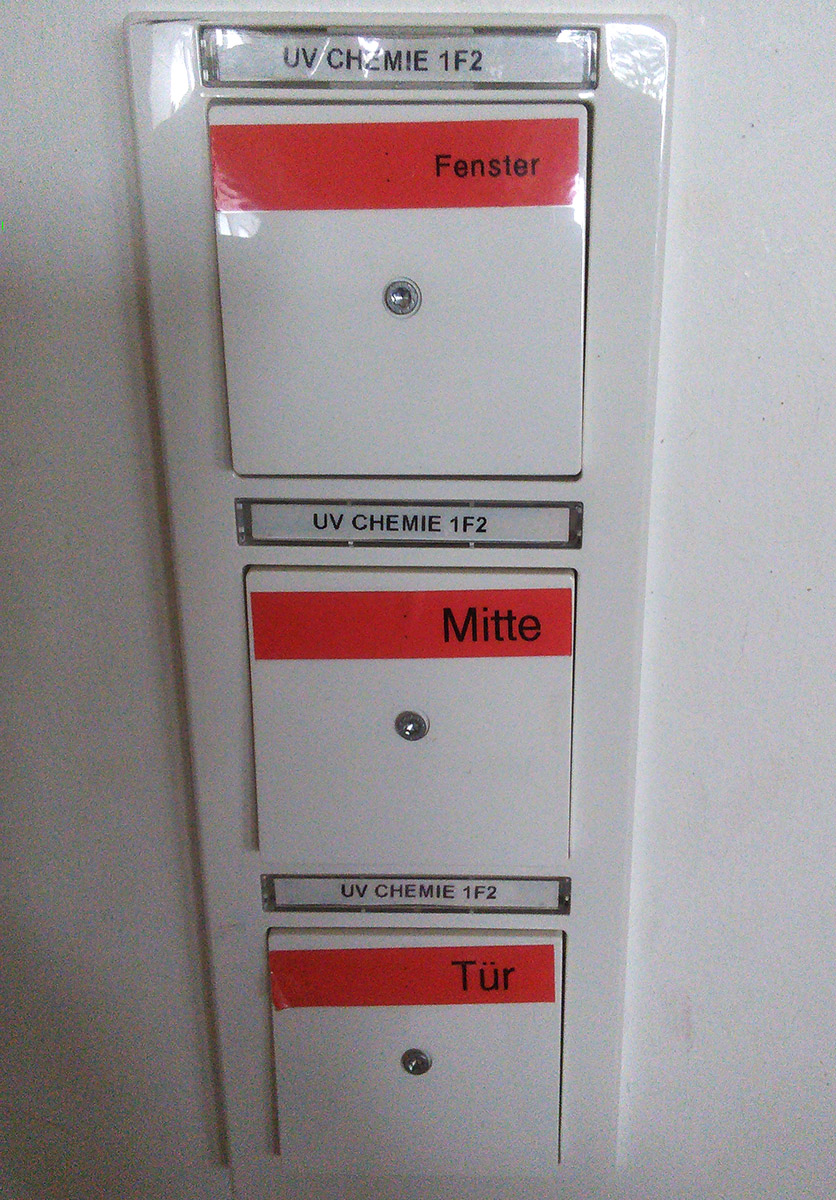 UV CHEMIE 1F2
Fenster
UV CHEMIE 1F2
Mitte
UV CHEMIE 1F2
Tür